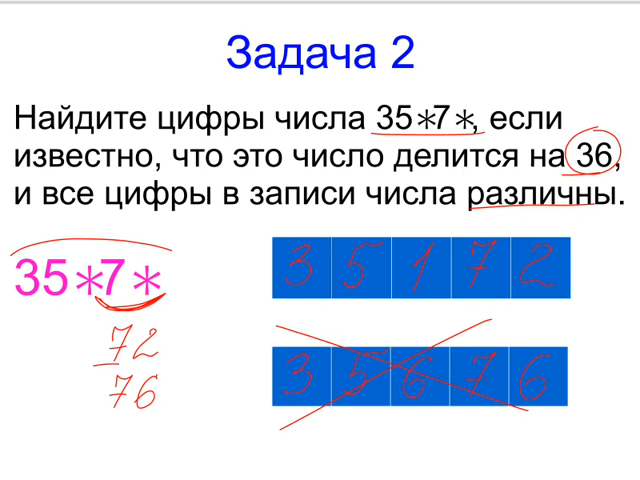 Задача 2
Найдите цифры числа 35*7*, если
известно, что это число делится на 36,
и все цифры в записи числа различны.
35*7*
72
76
3 5 1 7 2
3 5 6 7 6